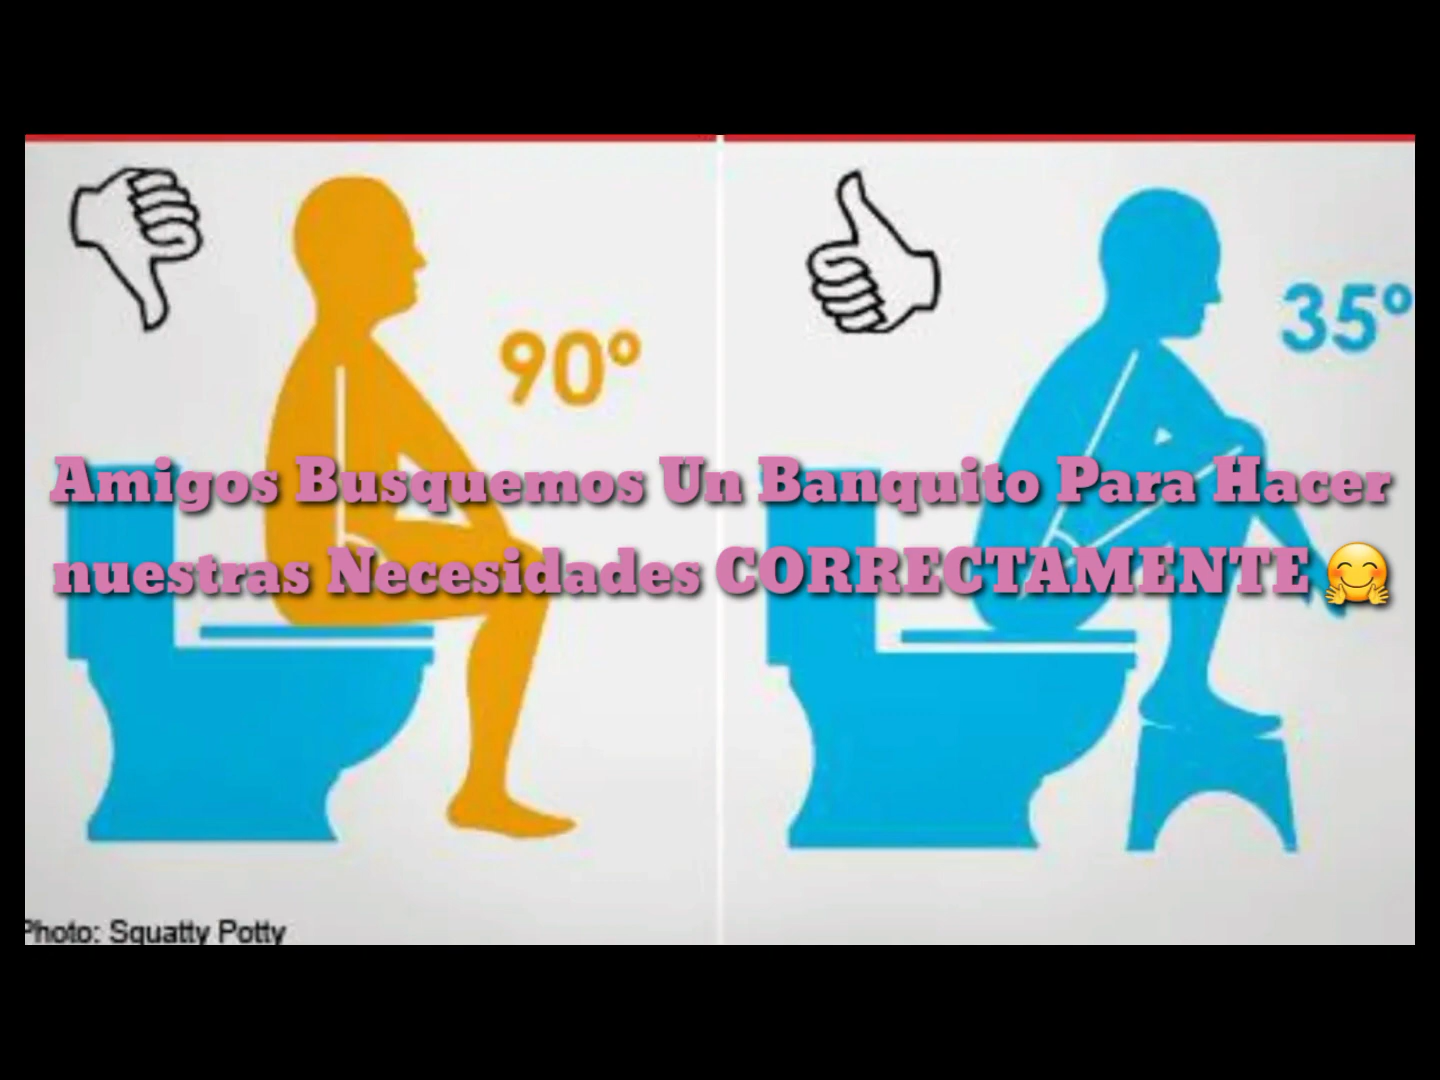 90°
35°
Amigos Busquemos Un Banquito Para Hacer
nuestras Necesidades CORRECTAMENTE 🤗
Photo: Squatty Potty